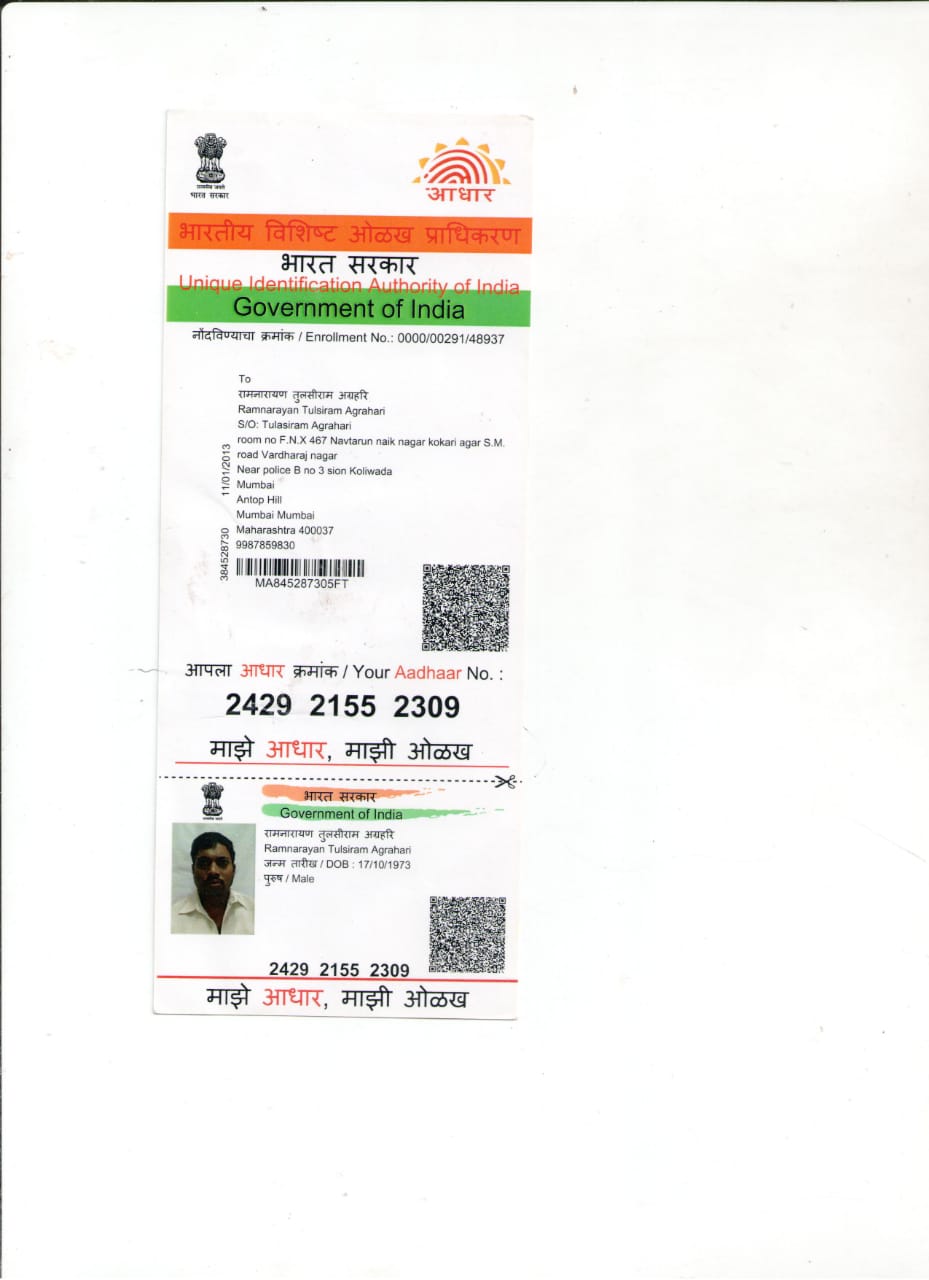 सत्यमेव जयते
भारत सरकार
आधार
भारतीय विशिष्ट ओळख प्राधिकरण
भारत सरकार
Unique Identification Authority of India
Government of India
नोंदविण्याचा क्रमांक / Enrollment No.: 0000/00291/48937
To
रामनारायण तुलसीराम अग्रहरि
Ramnarayan Tulsiram Agrahari
S/O: Tulasiram Agrahari
room no F.N.X 467 Navtarun naik nagar kokari agar S.M.
road Vardharaj nagar
Near police B no 3 sion Koliwada
Mumbai
Antop Hill
Mumbai Mumbai
Maharashtra 400037
9987859830
384528730
11/01/2013
MA845287305FT
आपला आधार क्रमांक / Your Aadhaar No. :
2429 2155 2309
माझे आधार, माझी ओळख
भारत सरकार
Government of India
रामनारायण तुलसीराम अग्रहरि
Ramnarayan Tulsiram Agrahari
जन्म तारीख / DOB : 17/10/1973
पुरुष / Male
2429 2155 2309
माझे आधार, माझी ओळख